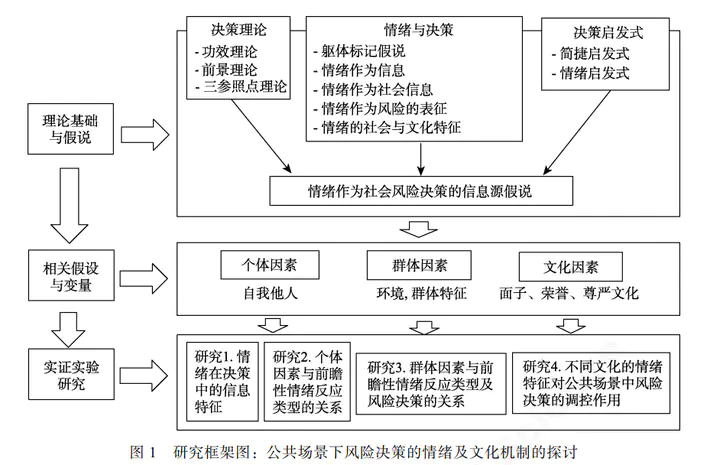 决策理论
- 功效理论
- 前景理论
- 三参照点理论
情绪与决策
- 躯体标记假说
- 情绪作为信息
- 情绪作为社会信息
- 情绪作为风险的表征
- 情绪的社会与文化特征
决策启发式
- 简捷启发式
- 情绪启发式
理论基础
与假说
情绪作为社会风险决策的信息源假说
相关假设
与变量
个体因素
自我他人
群体因素
环境, 群体特征
文化因素
面子、荣誉、尊严文化
实证实验
研究
研究1. 情
绪在决策
中的信息
特征
研究2. 个体
因素与前瞻
性情绪反应
类型的关系
研究3. 群体因素与前
瞻性情绪反应类型及
风险决策的关系
研究4. 不同文化的情绪
特征对公共场景中风险
决策的调控作用
图 1 研究框架图：公共场景下风险决策的情绪及文化机制的探讨